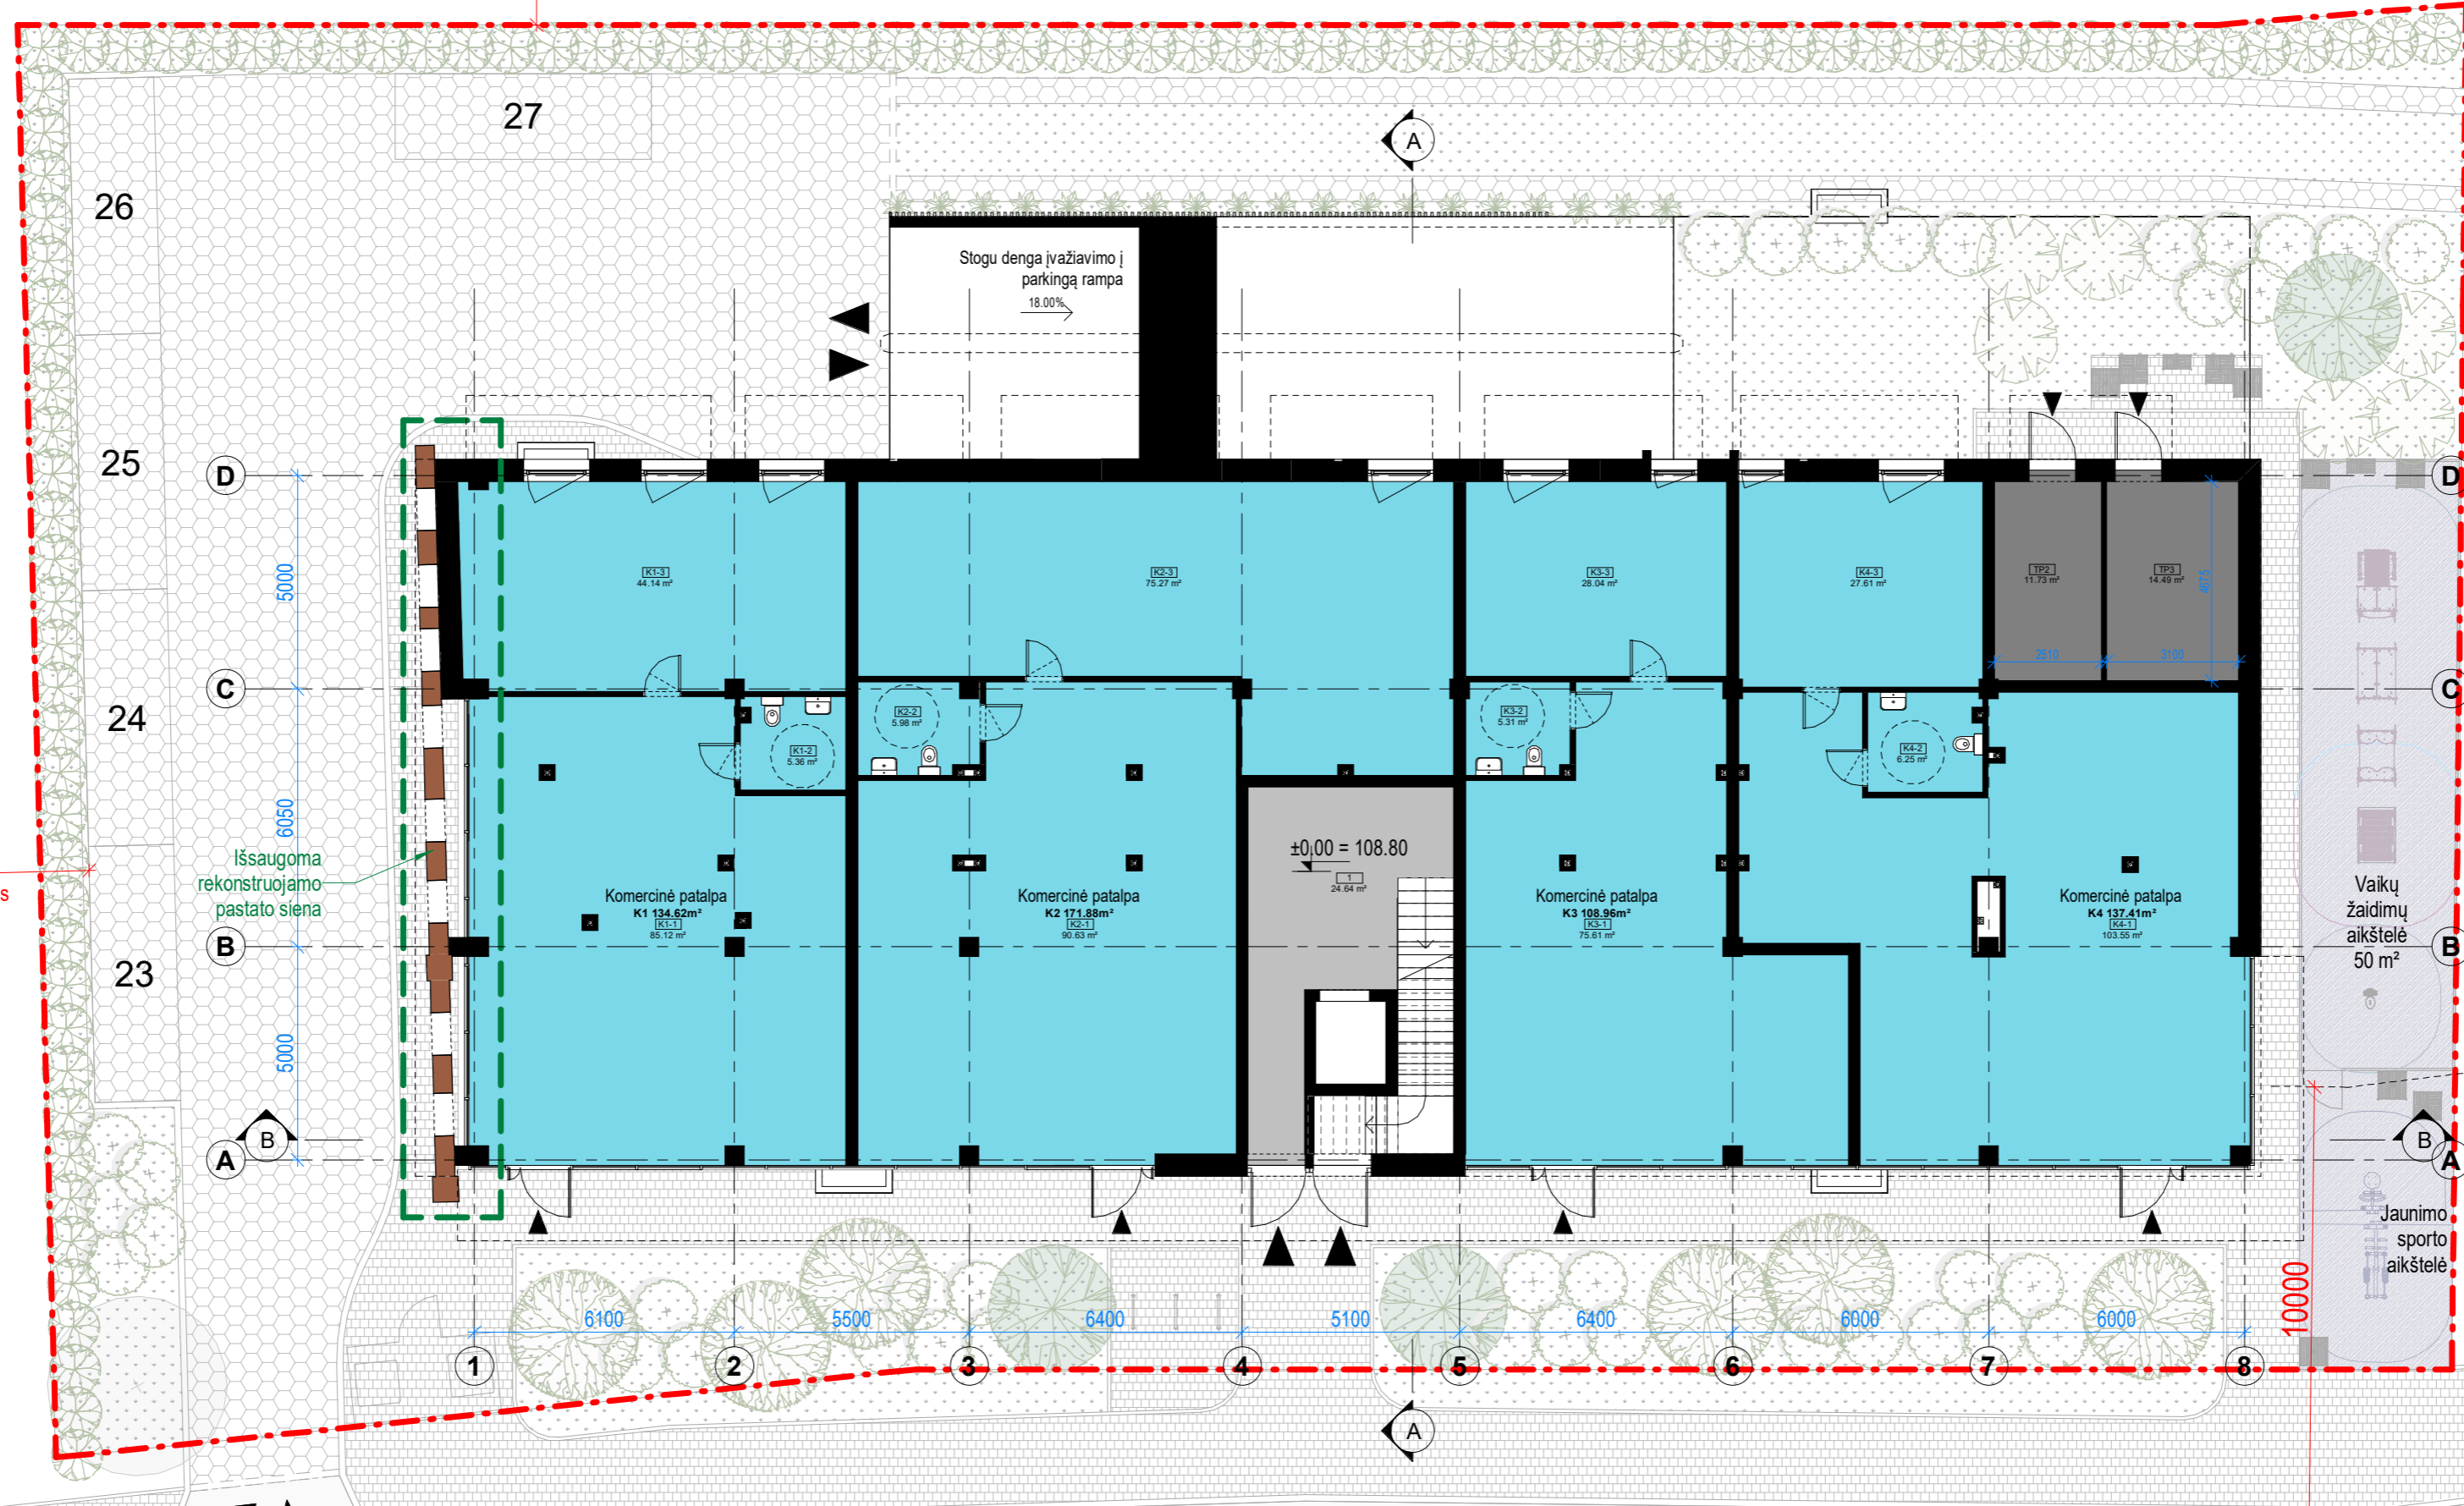 27
A
26
Stogu denga įvažiavimo į
parkingą rampa
18.00%
25
D
D
5000
K1-3
44.14 m²
K2-3
75.27 m²
K3-3
28.04 m²
K4-3
27.61 m²
TP2
11.73 m²
TP3
14.49 m²
4675
2510
3100
C
C
24
K1-2
5.36 m²
K2-2
5.98 m²
K3-2
5.31 m²
K4-2
6.25 m²
6050
Išsaugoma
rekonstruojamo
pastato siena
s
±0,00 = 108.80
1
24.64 m²
Komercinė patalpa
K1 134.62m²
K1-1
85.12 m²
Komercinė patalpa
K2 171.88m²
K2-1
90.63 m²
Komercinė patalpa
K3 108.96m²
K3-1
75.61 m²
Komercinė patalpa
K4 137.41m²
K4-1
103.55 m²
Vaikų
žaidimų
aikštelė
50 m²
B
B
23
5000
B
A
B
A
Jaunimo
sporto
aikštelė
10000
6100
5500
6400
5100
6400
6000
6000
1
2
3
4
5
6
7
8
A